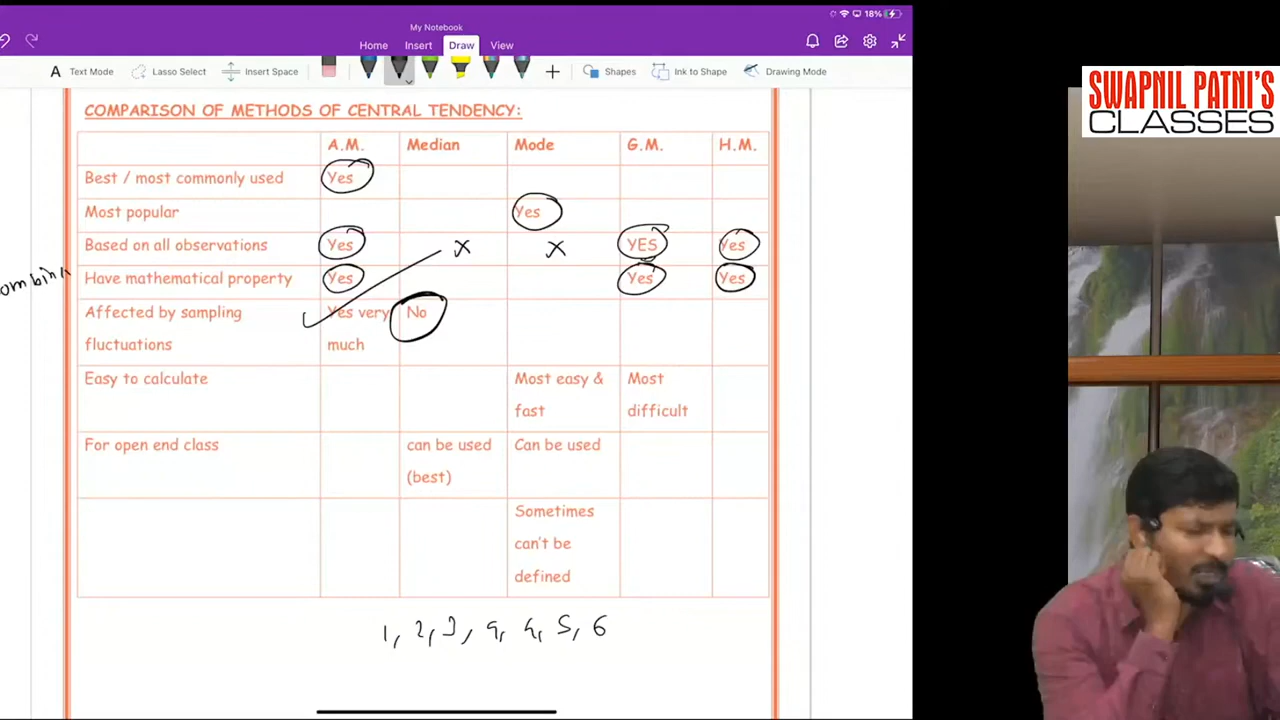 18%
My Notebook
Home Insert Draw View
A Text Mode Lasso Select Insert Space + Shapes Ink to Shape Drawing Mode
SWAPNIL PATNI'S
CLASSES
COMPARISON OF METHODS OF CENTRAL TENDENCY:
A.M. Median Mode G.M. H.M.
Best / most commonly used Yes
Most popular Yes
Based on all observations Yes x x YES Yes
Have mathematical property Yes Yes Yes
Affected by sampling Yes very No
fluctuations much
Easy to calculate Most easy & Most
fast difficult
For open end class can be used Can be used
(best)
Sometimes
can't be
defined
1, 2, 3, 4, 4, 5, 6